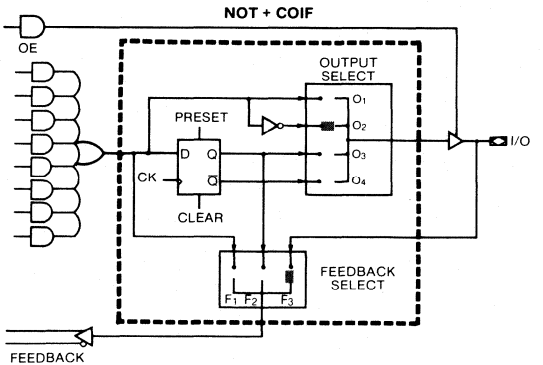 NOT + COIF
OE
OUTPUT
SELECT
O1
PRESET
O2
I/O
D Q
O3
CK
Q
O4
CLEAR
FEEDBACK
SELECT
F1 F2 F3
FEEDBACK